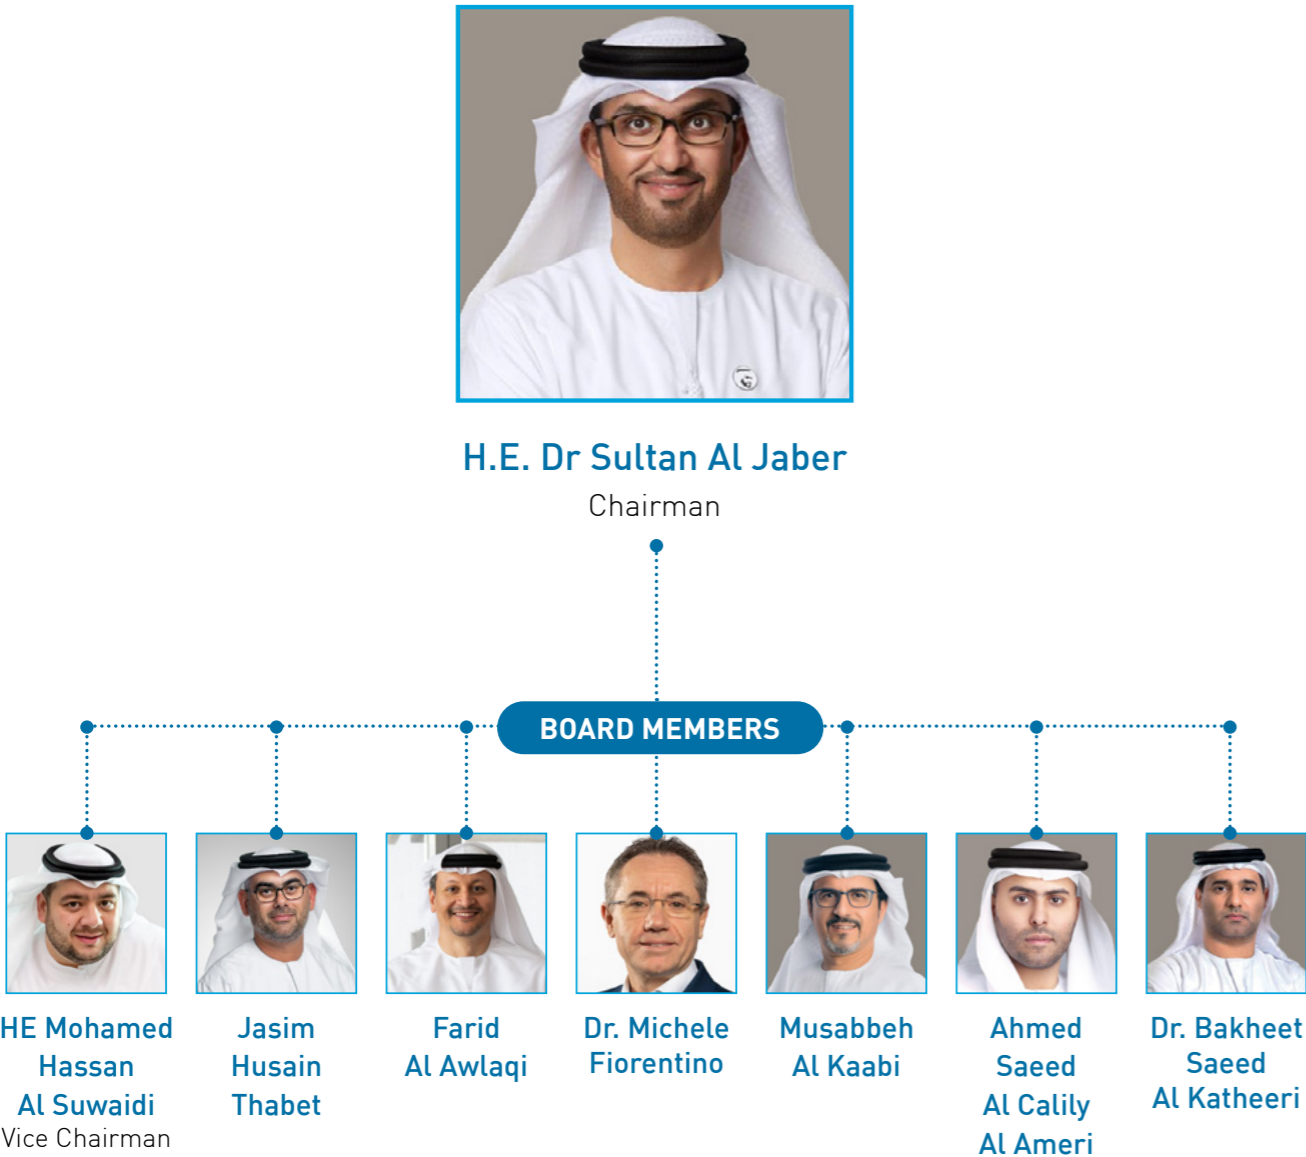 H.E. Dr Sultan Al Jaber
Chairman
BOARD MEMBERS
HE Mohamed
Hassan
Al Suwaidi
Vice Chairman
Jasim
Husain
Thabet
Farid
Al Awlaqi
Dr. Michele
Fiorentino
Musabbeh
Al Kaabi
Ahmed
Saeed
Al Calily
Al Ameri
Dr. Bakheet
Saeed
Al Katheeri